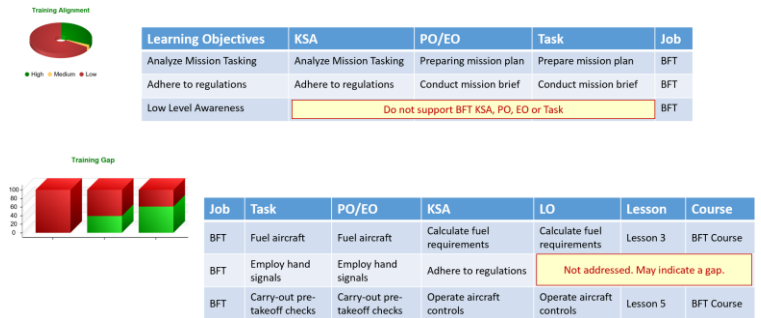 Training Alignment
High Medium Low
Learning Objectives KSA PO/EO Task Job
Analyze Mission Tasking Analyze Mission Tasking Preparing mission plan Prepare mission plan BFT
Adhere to regulations Adhere to regulations Conduct mission brief Conduct mission brief BFT
Low Level Awareness Do not support BFT KSA, PO, EO or Task BFT
Training Gap
100
80
60
40
20
0
Job Task PO/EO KSA LO Lesson Course
BFT Fuel aircraft Fuel aircraft Calculate fuel requirements Calculate fuel requirements Lesson 3 BFT Course
BFT Employ hand signals Employ hand signals Adhere to regulations Not addressed. May indicate a gap.
BFT Carry-out pre-takeoff checks Carry-out pre-takeoff checks Operate aircraft controls Operate aircraft controls Lesson 5 BFT Course